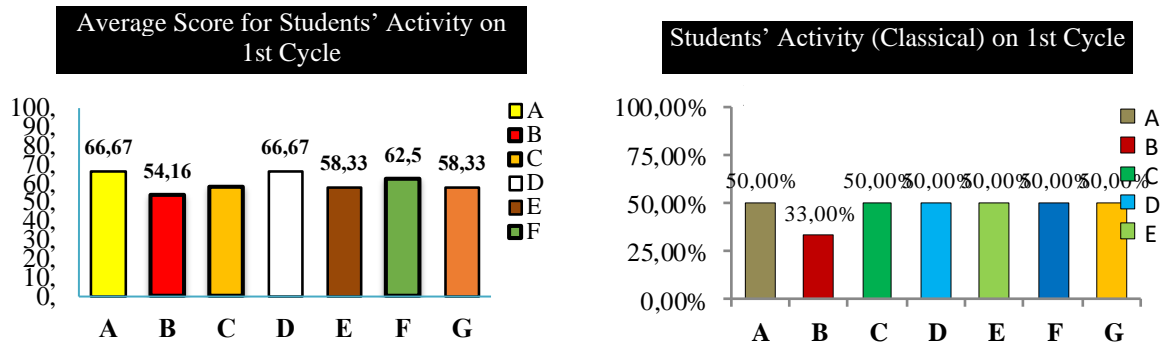 Average Score for Students’ Activity on
1st Cycle
100,
90,
80,
70,
60,
50,
40,
30,
20,
10,
0,
66,67
54,16
66,67
58,33
62,5
58,33
A B C D E F G
A
B
C
D
E
F
Students’ Activity (Classical) on 1st Cycle
100,00%
75,00%
50,00%
25,00%
0,00%
50,00%
33,00%
50,00%
50,00%
50,00%
50,00%
50,00%
A B C D E F G
A
B
C
D
E